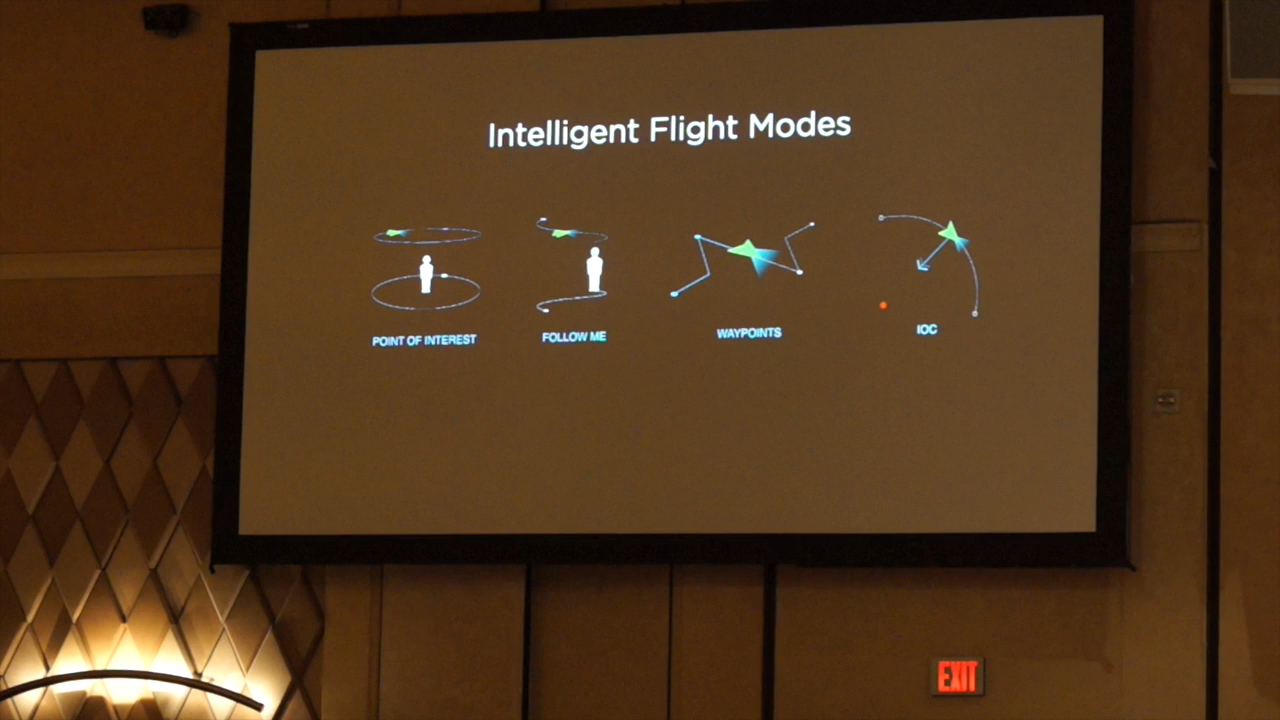 Intelligent Flight Modes
POINT OF INTEREST
FOLLOW ME
WAYPOINTS
IOC
EXIT